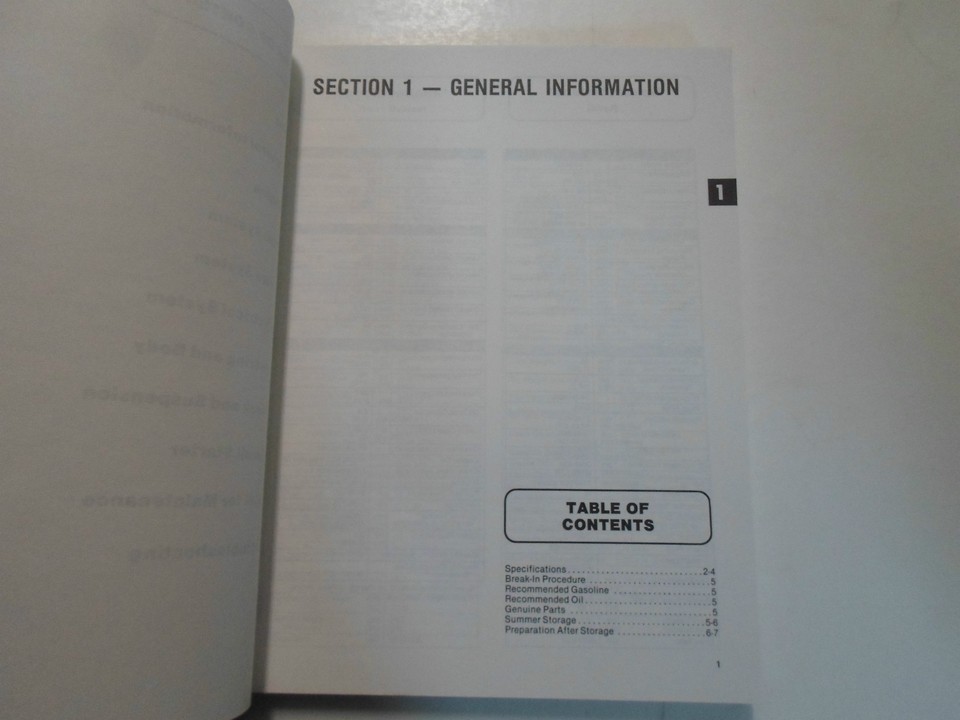 SECTION 1 — GENERAL INFORMATION
1
TABLE OF
CONTENTS
Specifications..........................2-4
Break-In Procedure ........................5
Recommended Gasoline ...................5
Recommended Oil........................5
Genuine Parts ...........................5
Summer Storage........................5-6
Preparation After Storage .................6-7
1